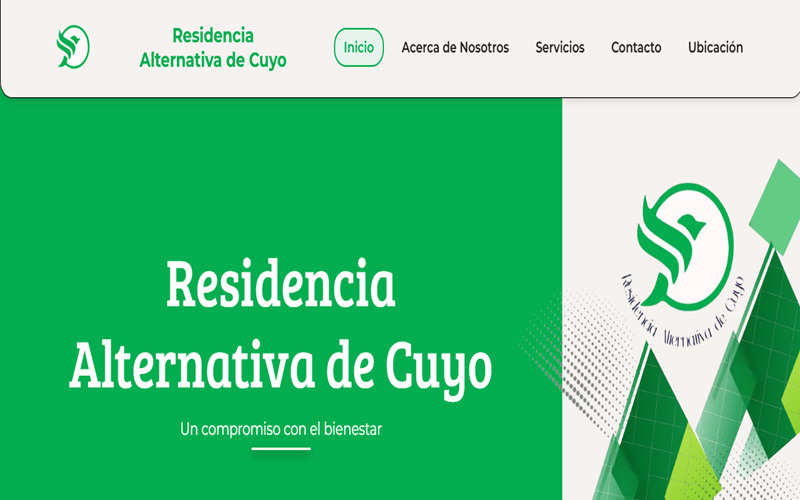 Residencia
Alternativa de Cuyo
Inicio
Acerca de Nosotros
Servicios
Contacto
Ubicación
Residencia
Alternativa de Cuyo
Un compromiso con el bienestar
Residencia Alternativa de Cuyo